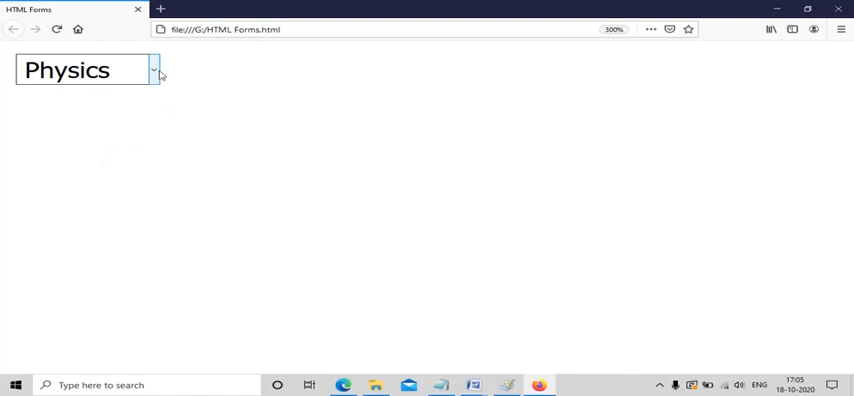 HTML Forms
file:///G:/HTML Forms.html
300%
Physics
Type here to search
ENG
17:05
18-10-2020